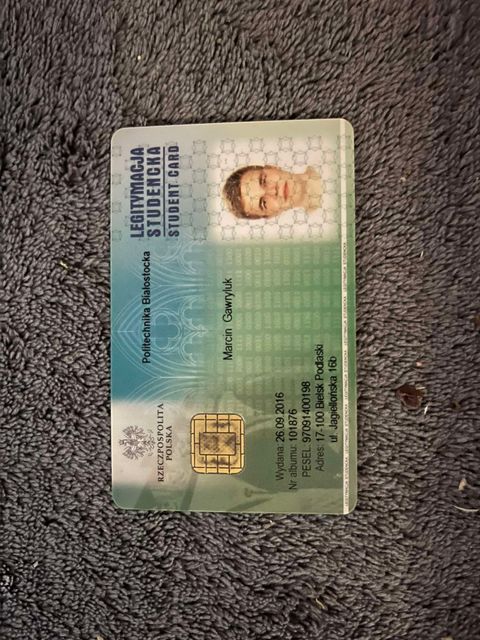 RZECZPOSPOLITA
POLSKA
Politechnika Białostocka
LEGITYMACJA
STUDENCKA
STUDENT CARD
Marcin Gawryluk
Wydana: 26.09.2016
Nr albumu: 101876
PESEL: 97091400198
Adres: 17-100 Bielsk Podlaski
ul. Jagiellońska 16b